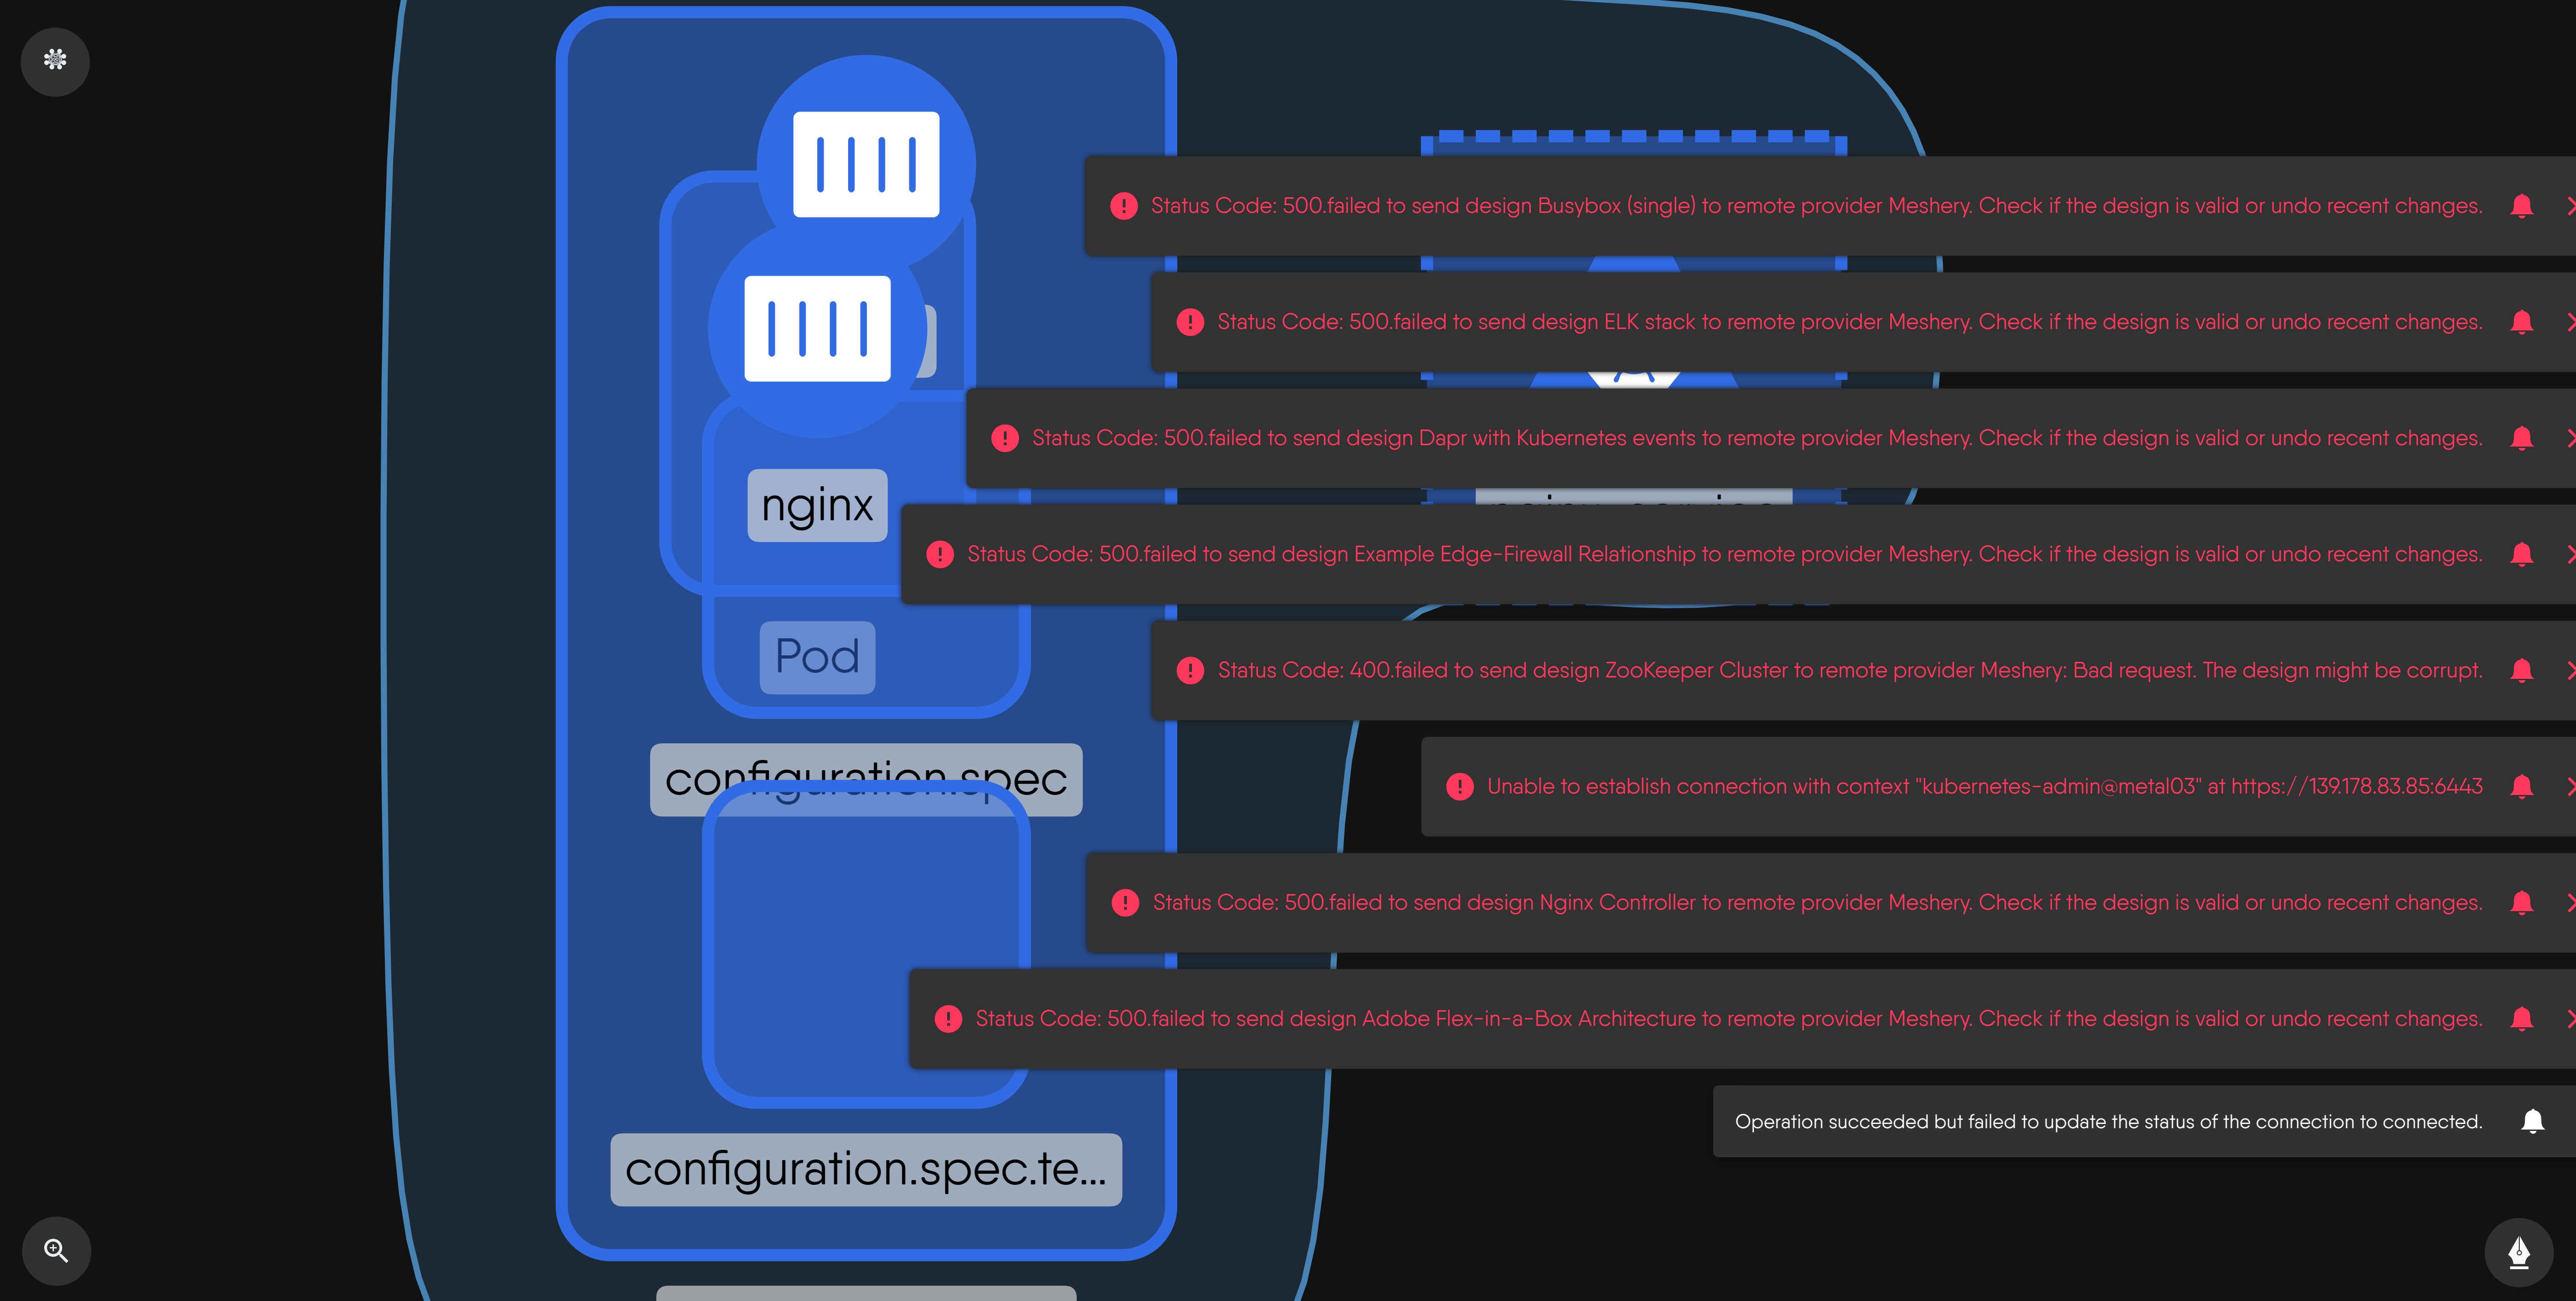 Status Code: 500.failed to send design Busybox (single) to remote provider Meshery. Check if the design is valid or undo recent changes.
Status Code: 500.failed to send design ELK stack to remote provider Meshery. Check if the design is valid or undo recent changes.
Status Code: 500.failed to send design Dapr with Kubernetes events to remote provider Meshery. Check if the design is valid or undo recent changes.
nginx
Status Code: 500.failed to send design Example Edge-Firewall Relationship to remote provider Meshery. Check if the design is valid or undo recent changes.
Pod
Status Code: 400.failed to send design ZooKeeper Cluster to remote provider Meshery: Bad request. The design might be corrupt.
configuration.spec
Unable to establish connection with context "kubernetes-admin@metal03" at https://139.178.83.85:6443
Status Code: 500.failed to send design Nginx Controller to remote provider Meshery. Check if the design is valid or undo recent changes.
Status Code: 500.failed to send design Adobe Flex-in-a-Box Architecture to remote provider Meshery. Check if the design is valid or undo recent changes.
Operation succeeded but failed to update the status of the connection to connected.
configuration.spec.te...